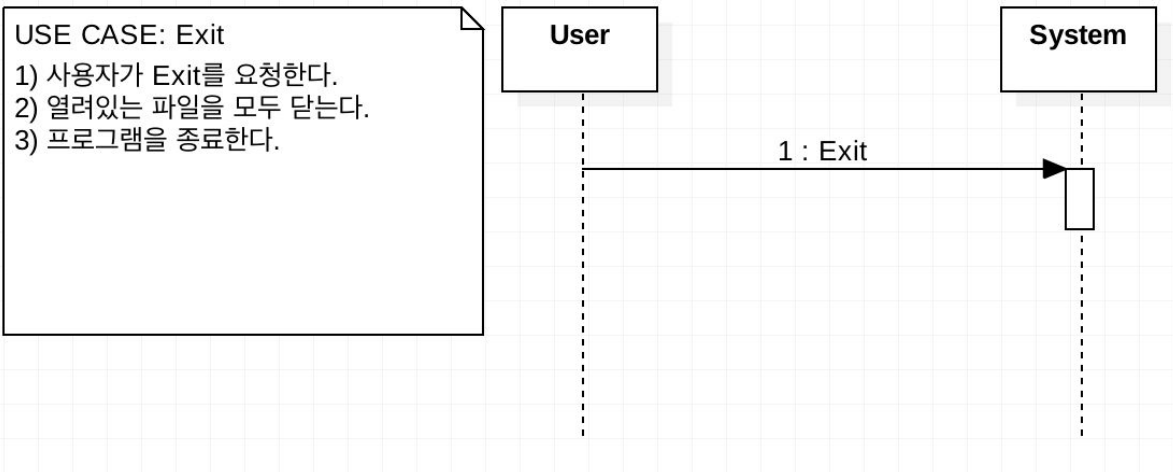 USE CASE: Exit
1) 사용자가 Exit를 요청한다.
2) 열려있는 파일을 모두 닫는다.
3) 프로그램을 종료한다.
User
System
1 : Exit